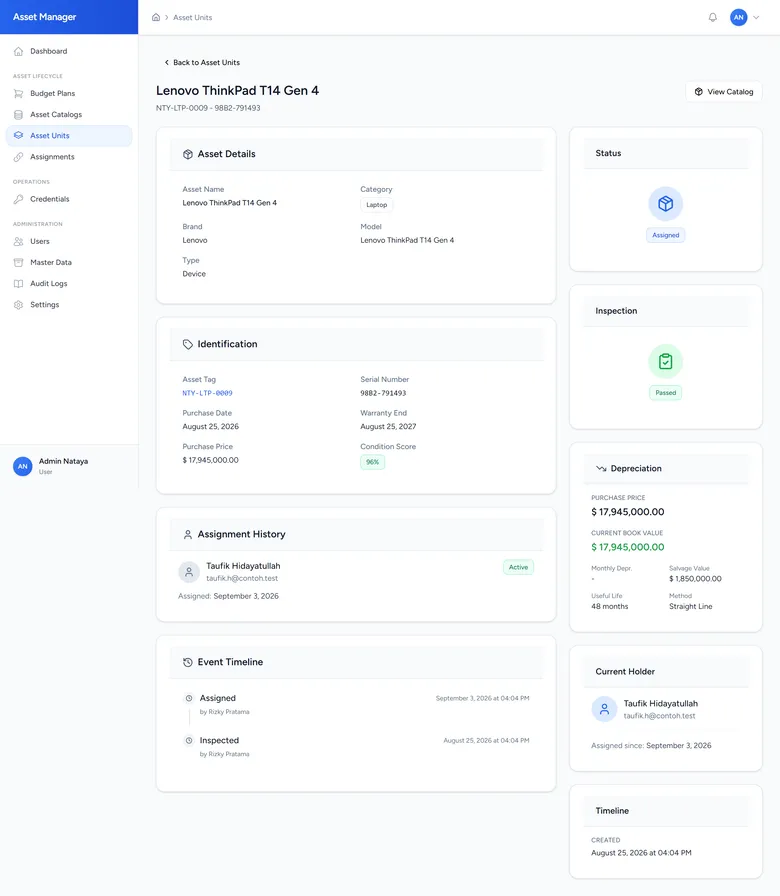 Asset Manager
Asset Units
AN
Dashboard
ASSET LIFECYCLE
Budget Plans
Asset Catalogs
Asset Units
Assignments
OPERATIONS
Credentials
ADMINISTRATION
Users
Master Data
Audit Logs
Settings
AN
Admin Nataya
User
Back to Asset Units
Lenovo ThinkPad T14 Gen 4
NTY-LTP-0009 - 98B2-791493
View Catalog
Asset Details
Asset Name
Lenovo ThinkPad T14 Gen 4
Category
Laptop
Brand
Lenovo
Model
Lenovo ThinkPad T14 Gen 4
Type
Device
Identification
Asset Tag
NTY-LTP-0009
Serial Number
98B2-791493
Purchase Date
August 25, 2026
Warranty End
August 25, 2027
Purchase Price
$ 17,945,000.00
Condition Score
96%
Assignment History
Taufik Hidayatullah
taufik.h@contoh.test
Active
Assigned: September 3, 2026
Event Timeline
Assigned
September 3, 2026 at 04:04 PM
by Rizky Pratama
Inspected
August 25, 2026 at 04:04 PM
by Rizky Pratama
Status
Assigned
Inspection
Passed
Depreciation
PURCHASE PRICE
$ 17,945,000.00
CURRENT BOOK VALUE
$ 17,945,000.00
Monthly Depr.
-
Salvage Value
$ 1,850,000.00
Useful Life
48 months
Method
Straight Line
Current Holder
Taufik Hidayatullah
taufik.h@contoh.test
Assigned since: September 3, 2026
Timeline
CREATED
August 25, 2026 at 04:04 PM